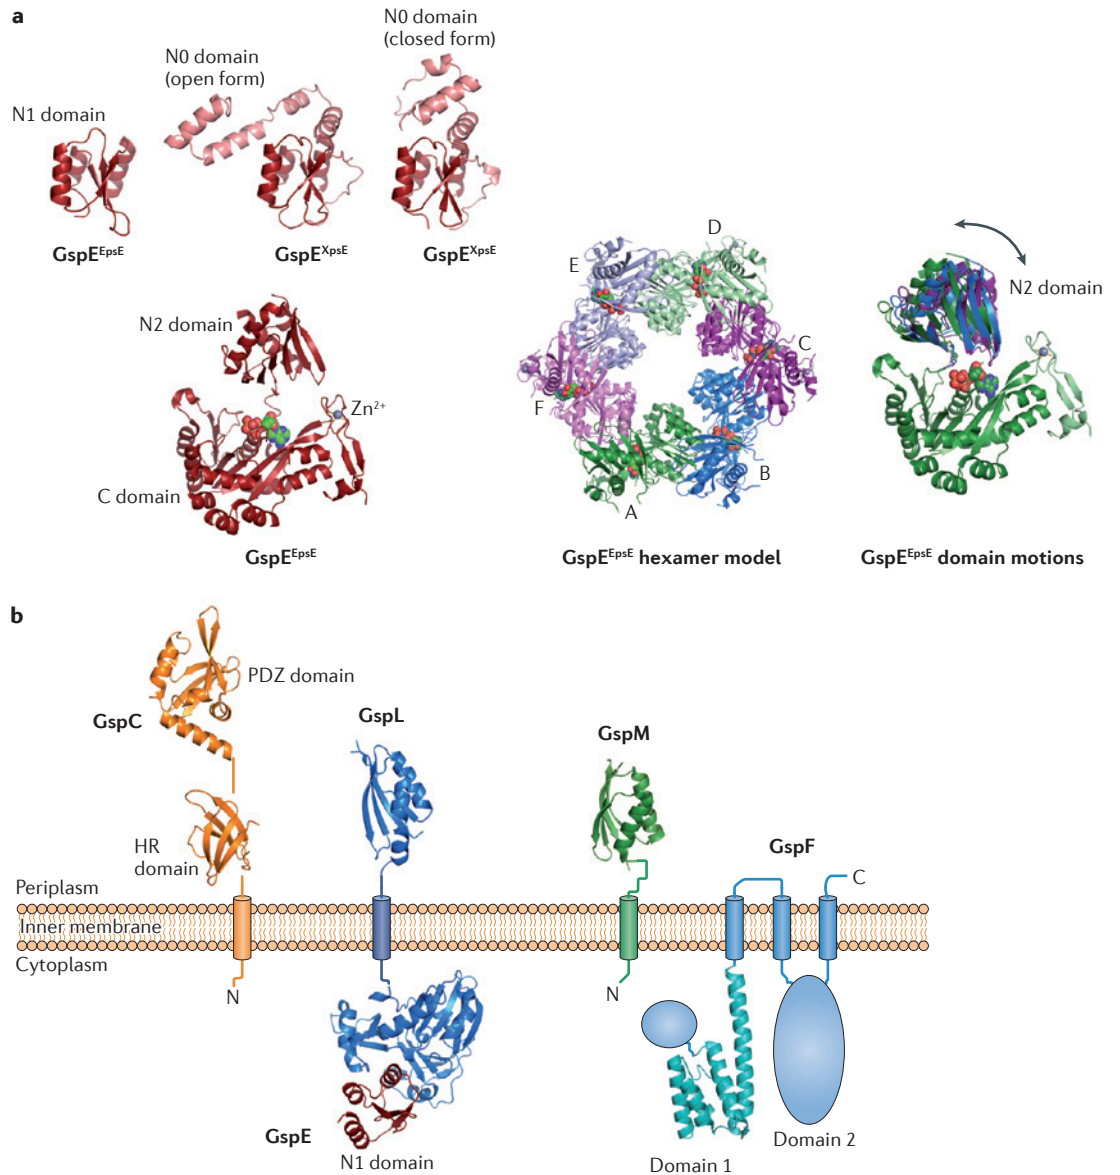 a
N0 domain
(closed form)
N0 domain
(open form)
N1 domain
GspE^EpsE
GspE^XpsE
GspE^XpsE
N2 domain
Zn²⁺
C domain
GspE^EpsE
D
E
C
F
B
A
GspE^EpsE hexamer model
N2 domain
GspE^EpsE domain motions
b
PDZ domain
GspC
GspL
GspM
HR
domain
GspF
C
Periplasm
Inner membrane
Cytoplasm
N
N
GspE
N1 domain
Domain 2
Domain 1